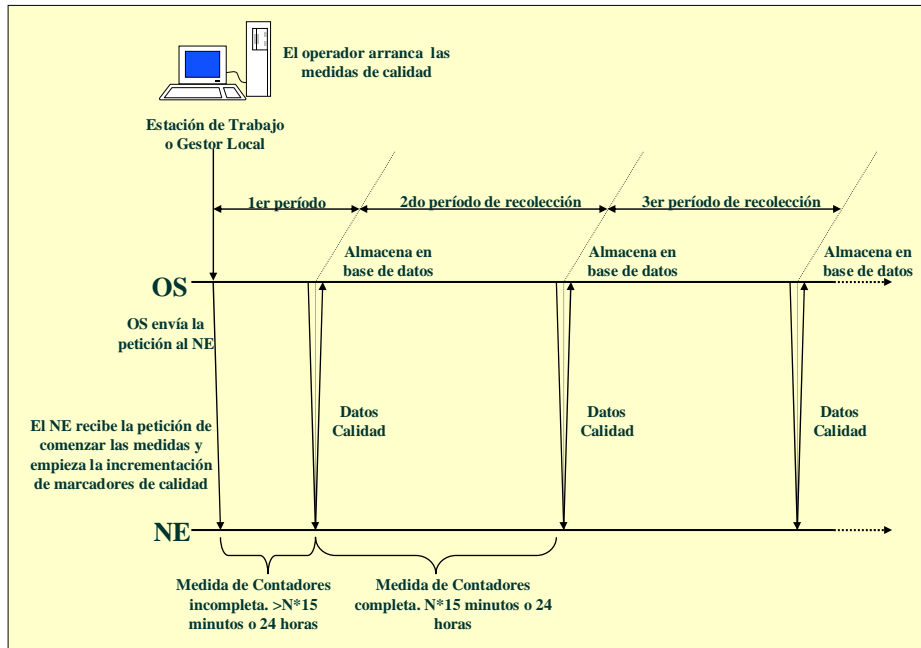 El operador arranca las
medidas de calidad
Estación de Trabajo
o Gestor Local
1er período
2do período de recolección
3er período de recolección
Almacena en
base de datos
Almacena en
base de datos
Almacena en
base de datos
OS
OS envía la
petición al NE
Datos
Calidad
Datos
Calidad
Datos
Calidad
El NE recibe la petición de
comenzar las medidas y
empieza la incrementación
de marcadores de calidad
NE
Medida de Contadores
incompleta. >N*15
minutos o 24 horas
Medida de Contadores
completa. N*15 minutos o 24
horas